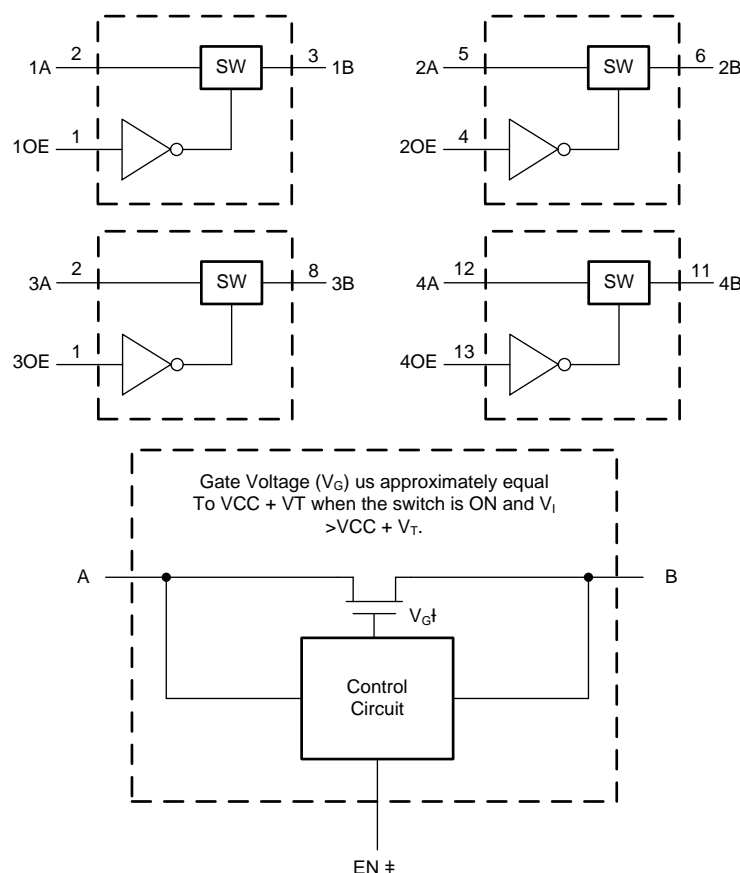 2
3
1A
SW
1B
1
1OE
5
6
2A
SW
2B
4
2OE
2
8
3A
SW
3B
1
3OE
12
11
4A
SW
4B
13
4OE
Gate Voltage (VG) us approximately equal
To VCC + VT when the switch is ON and VI
>VCC + VT.
A
B
VG‡
Control
Circuit
EN ‡